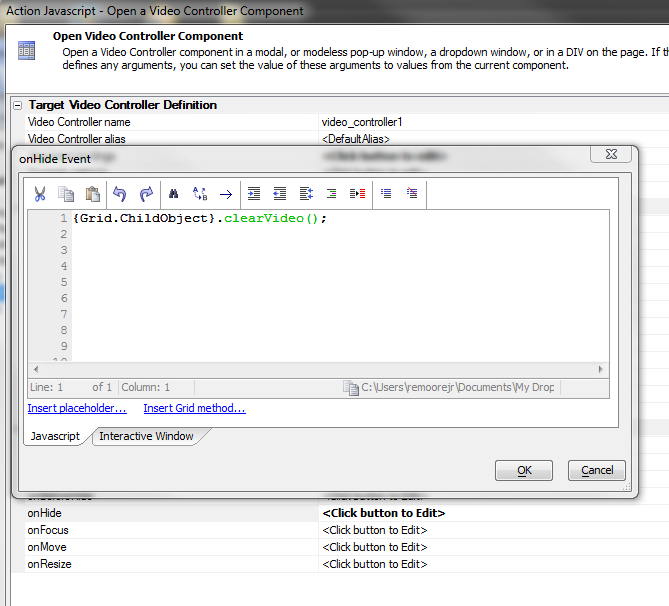 Action Javascript - Open a Video Controller Component
Open Video Controller Component
Open a Video Controller component in a modal, or modeless pop-up window, a dropdown window, or in a DIV on the page. If th
defines any arguments, you can set the value of these arguments to values from the current component.
Target Video Controller Definition
Video Controller name video_controller1
Video Controller alias <DefaultAlias>
onHide Event
1 {Grid.ChildObject}.clearVideo();
2
3
4
5
6
7
8
9
10
Line: 1 of 1 Column: 1 C:\Users\remoorejr\Documents\My Drop
Insert placeholder... Insert Grid method...
Javascript Interactive Window
OK Cancel
onHide <Click button to Edit>
onFocus <Click button to Edit>
onMove <Click button to Edit>
onResize <Click button to Edit>